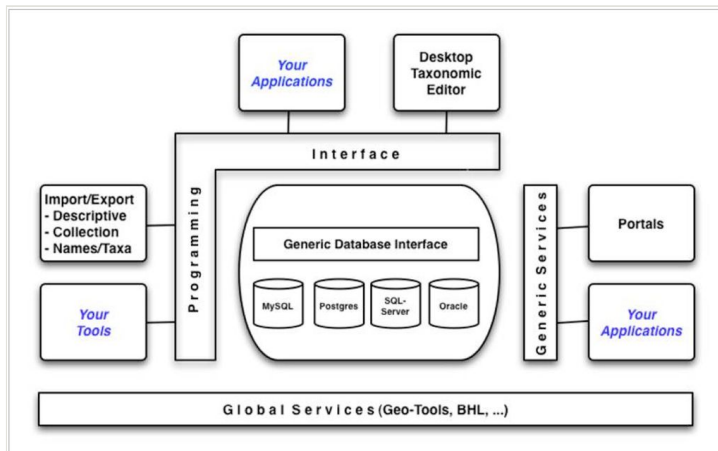 Your
Applications
Desktop
Taxonomic
Editor
Interface
Programming
Import/Export
- Descriptive
- Collection
- Names/Taxa
Your
Tools
Generic Database Interface
MySQL
Postgres
SQL-
Server
Oracle
Generic Services
Portals
Your
Applications
Global Services (Geo-Tools, BHL, ...)